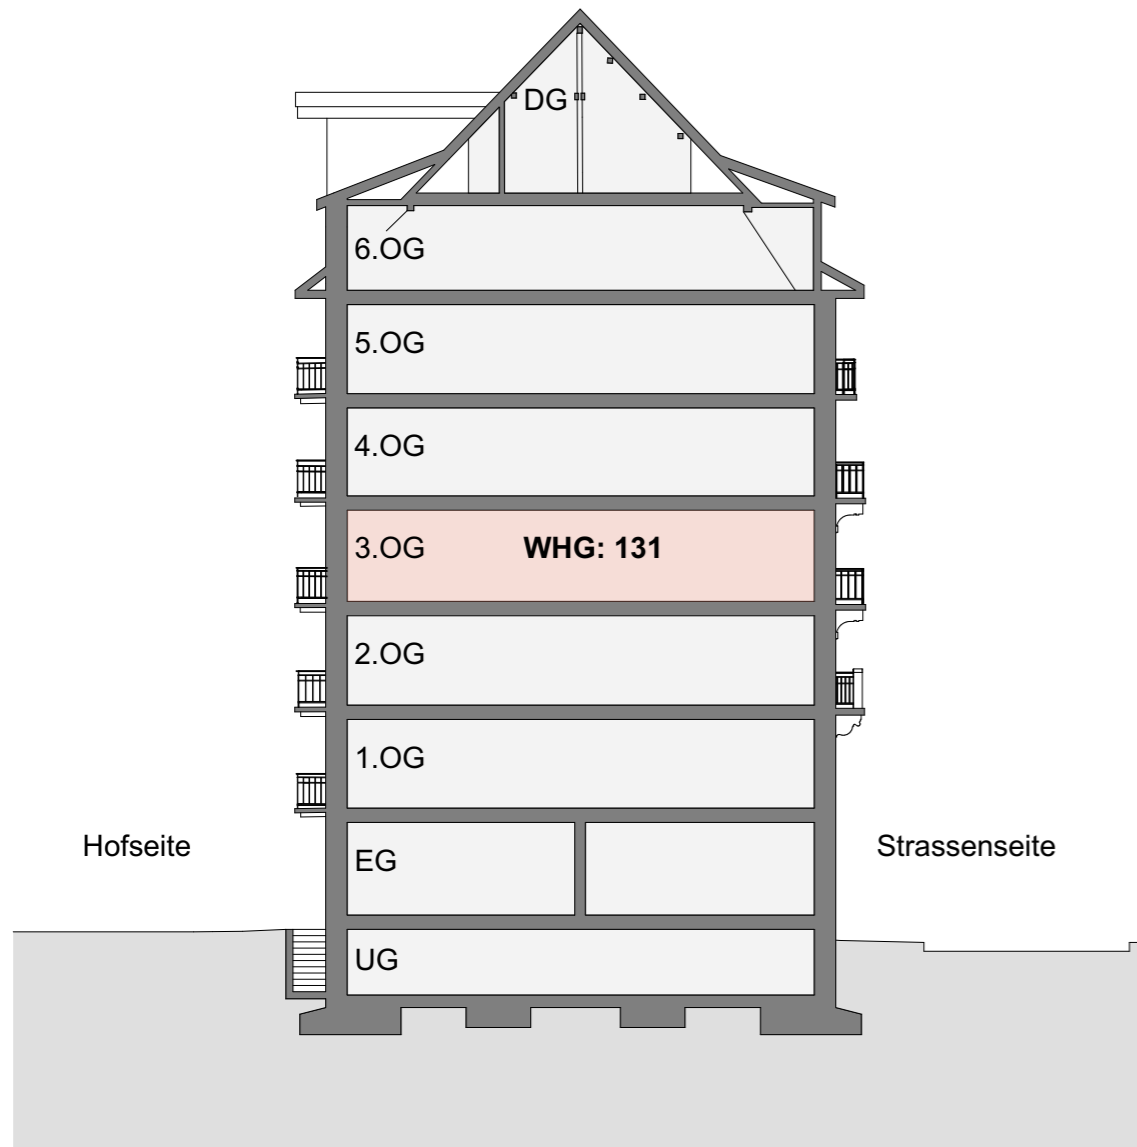 DG
6.OG
5.OG
4.OG
3.OG WHG: 131
2.OG
1.OG
Hofseite
Strassenseite
EG
UG